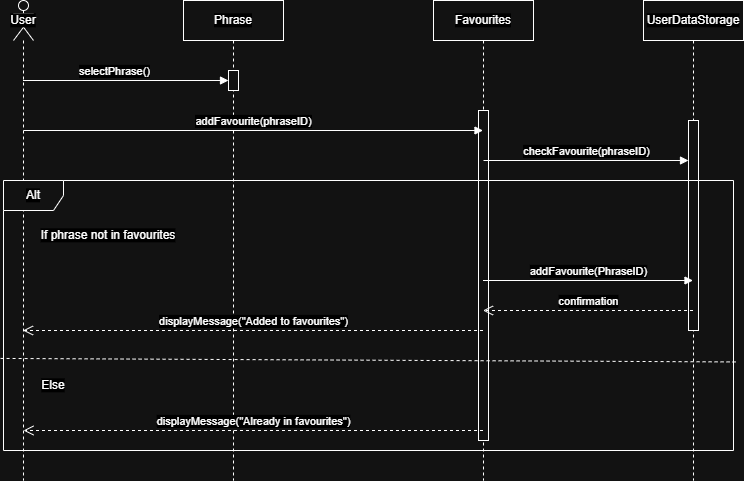 User
Phrase
Favourites
UserDataStorage
selectPhrase()
addFavourite(phraseID)
checkFavourite(phraseID)
Alt
If phrase not in favourites
addFavourite(PhraseID)
confirmation
displayMessage("Added to favourites")
Else
displayMessage("Already in favourites")